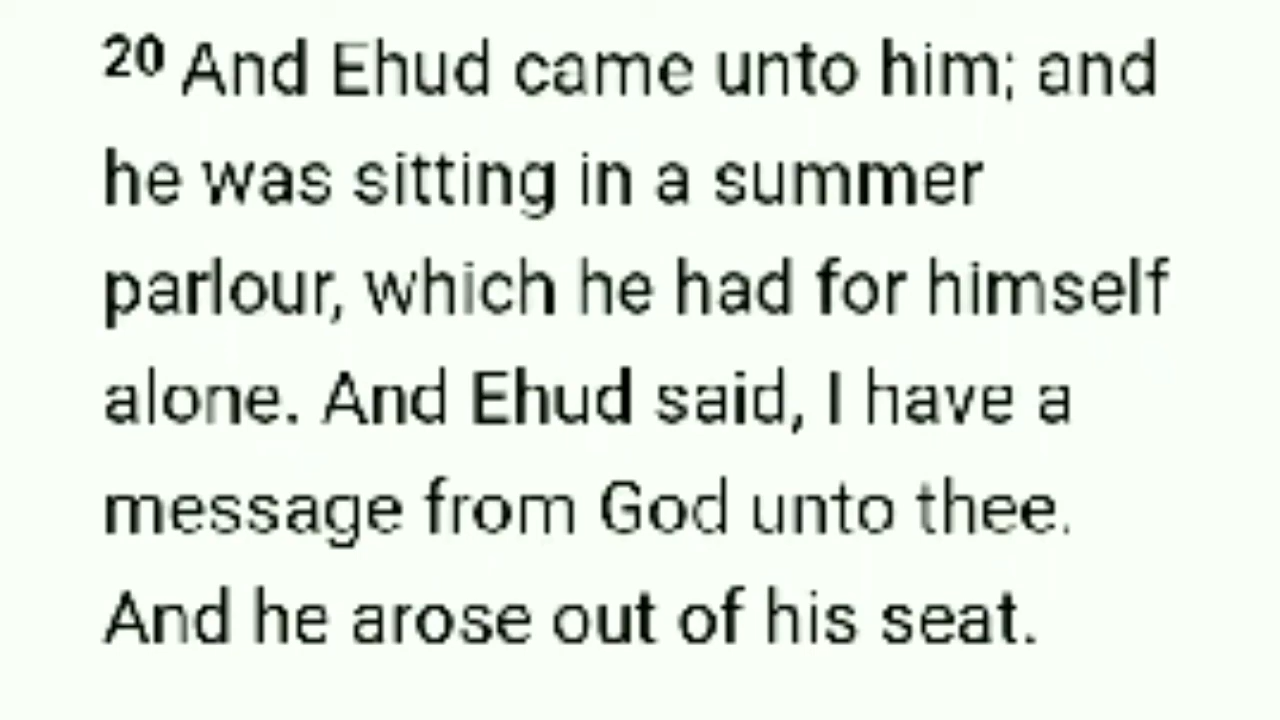 20 And Ehud came unto him; and
he was sitting in a summer
parlour, which he had for himself
alone. And Ehud said, I have a
message from God unto thee.
And he arose out of his seat.